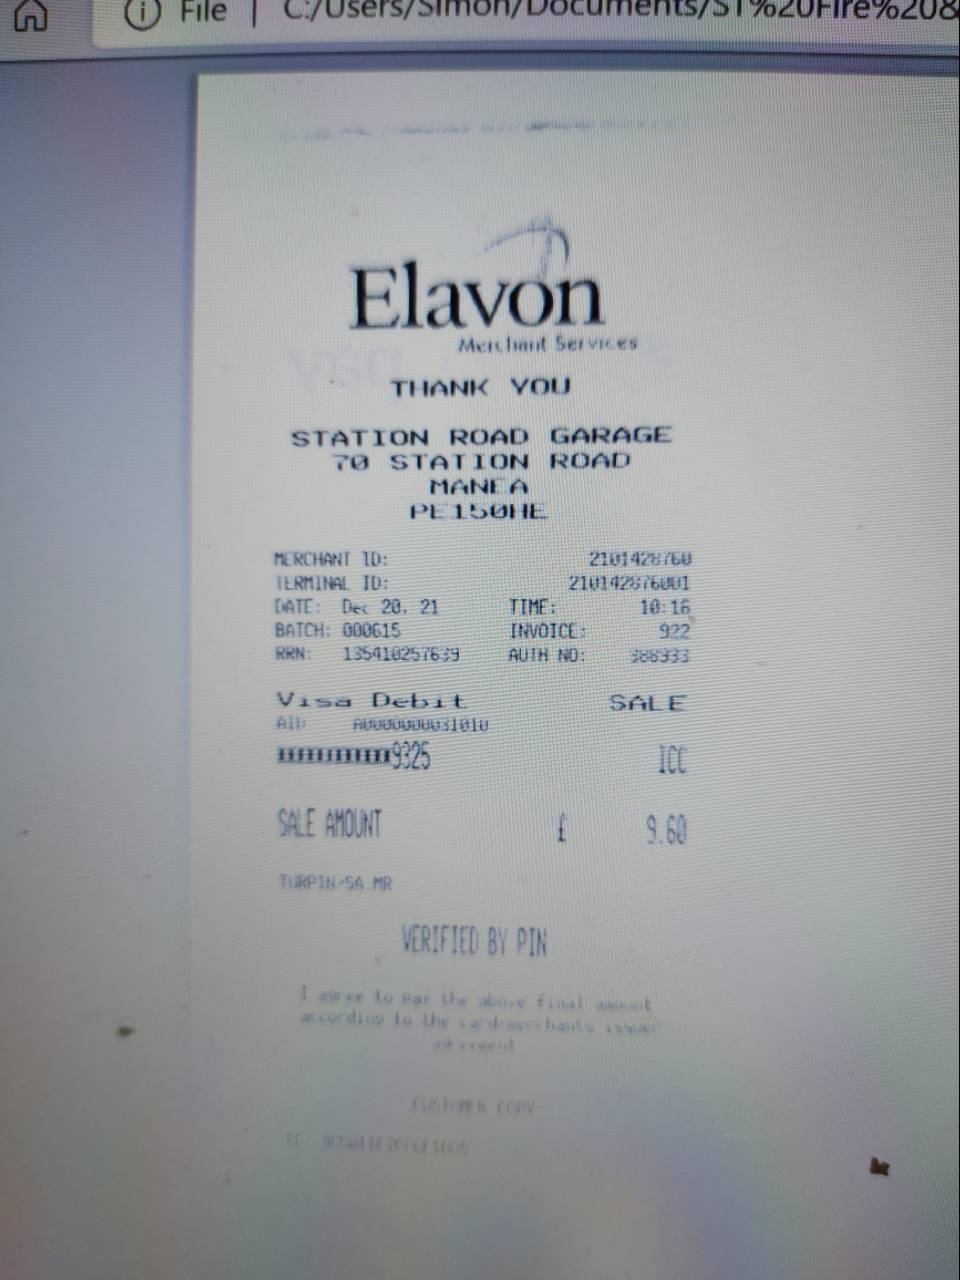 File | C:/Users/Simon/Documents/ST%20Fire%20&
Elavon
Merchant Services
THANK YOU
STATION ROAD GARAGE
70 STATION ROAD
MANEA
PE150HE
MERCHANT ID: 2101428760
TERMINAL ID: 210142876001
DATE: Dec 20, 21 TIME: 10:16
BATCH: 000615 INVOICE: 922
RRN: 135410257639 AUTH NO:
Visa Debit SALE
AID A0000000031010
************9325 ICC
SALE AMOUNT £ 9.60
TURPIN/SA.MR
VERIFIED BY PIN
I agree to pay the above final amount
according to the card/merchants issuer
agreement
CUSTOMER COPY